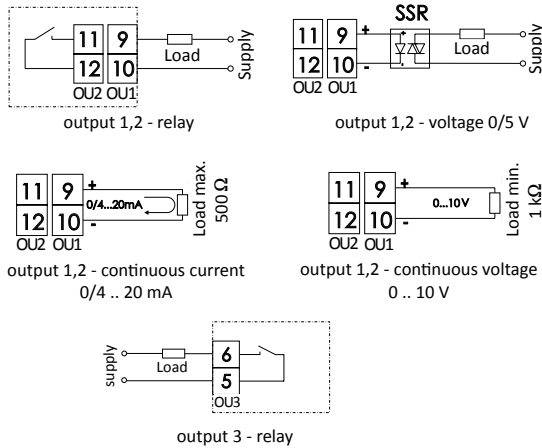 11 9
Load
12 10
Supply
OU2 OU1
output 1,2 - relay
SSR
11 9 +
Load
12 10 -
Supply
OU2 OU1
output 1,2 - voltage 0/5 V
11 9 +
0/4...20mA
12 10 -
Load max.
500 Ω
OU2 OU1
output 1,2 - continuous current
0/4 .. 20 mA
11 9 +
0...10V
12 10 -
Load min.
1 kΩ
OU2 OU1
output 1,2 - continuous voltage
0 .. 10 V
supply
6
Load
5
OU3
output 3 - relay